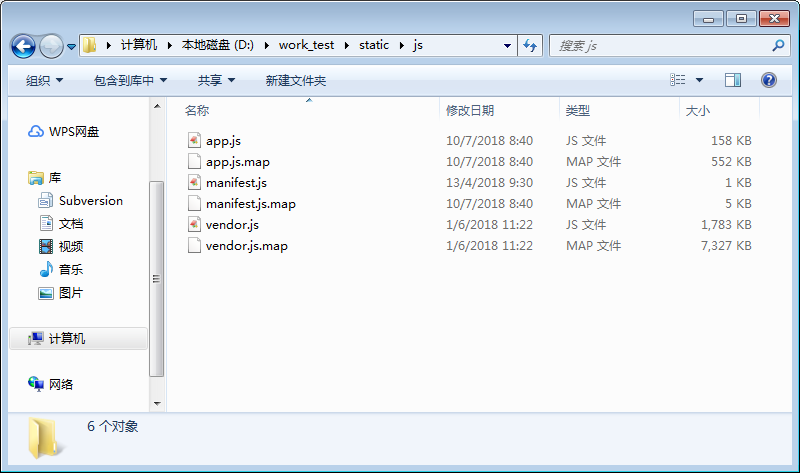 计算机 本地磁盘 (D:) work_test static js 搜索 js
组织 包含到库中 共享 新建文件夹
名称 修改日期 类型 大小
WPS网盘
库
Subversion
文档
视频
音乐
图片
计算机
网络
app.js 10/7/2018 8:40 JS 文件 158 KB
app.js.map 10/7/2018 8:40 MAP 文件 552 KB
manifest.js 13/4/2018 9:30 JS 文件 1 KB
manifest.js.map 10/7/2018 8:40 MAP 文件 5 KB
vendor.js 1/6/2018 11:22 JS 文件 1,783 KB
vendor.js.map 1/6/2018 11:22 MAP 文件 7,327 KB
6 个对象